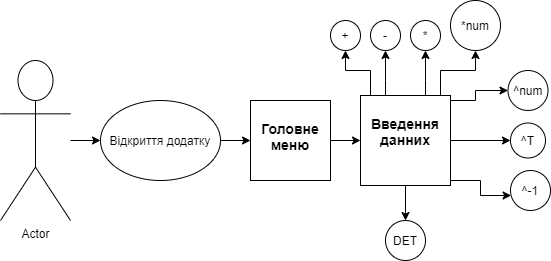 +
-
*
*num
^num
Відкриття додатку
Головне
меню
Введення
данних
^T
^-1
Actor
DET